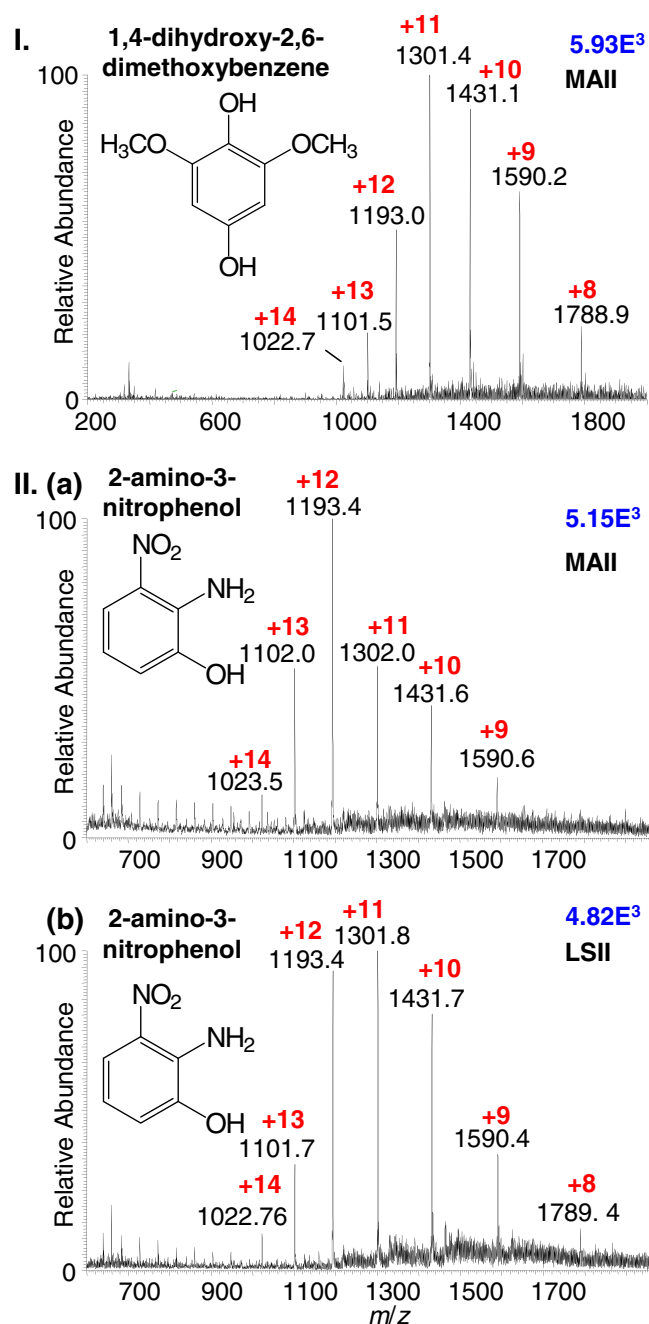 I.
1,4-dihydroxy-2,6-
dimethoxybenzene
5.93E³
MAII
Relative Abundance
100
0
OH
H₃CO
OCH₃
OH
+14
1022.7
+13
1101.5
+12
1193.0
+11
1301.4
+10
1431.1
+9
1590.2
+8
1788.9
200 600 1000 1400 1800
II. (a)
2-amino-3-
nitrophenol
5.15E³
MAII
Relative Abundance
100
0
NO₂
NH₂
OH
+14
1023.5
+13
1102.0
+12
1193.4
+11
1302.0
+10
1431.6
+9
1590.6
700 900 1100 1300 1500 1700
(b)
2-amino-3-
nitrophenol
4.82E³
LSII
Relative Abundance
100
0
NO₂
NH₂
OH
+14
1022.76
+13
1101.7
+12
1193.4
+11
1301.8
+10
1431.7
+9
1590.4
+8
1789. 4
700 900 1100 1300 1500 1700
m/z